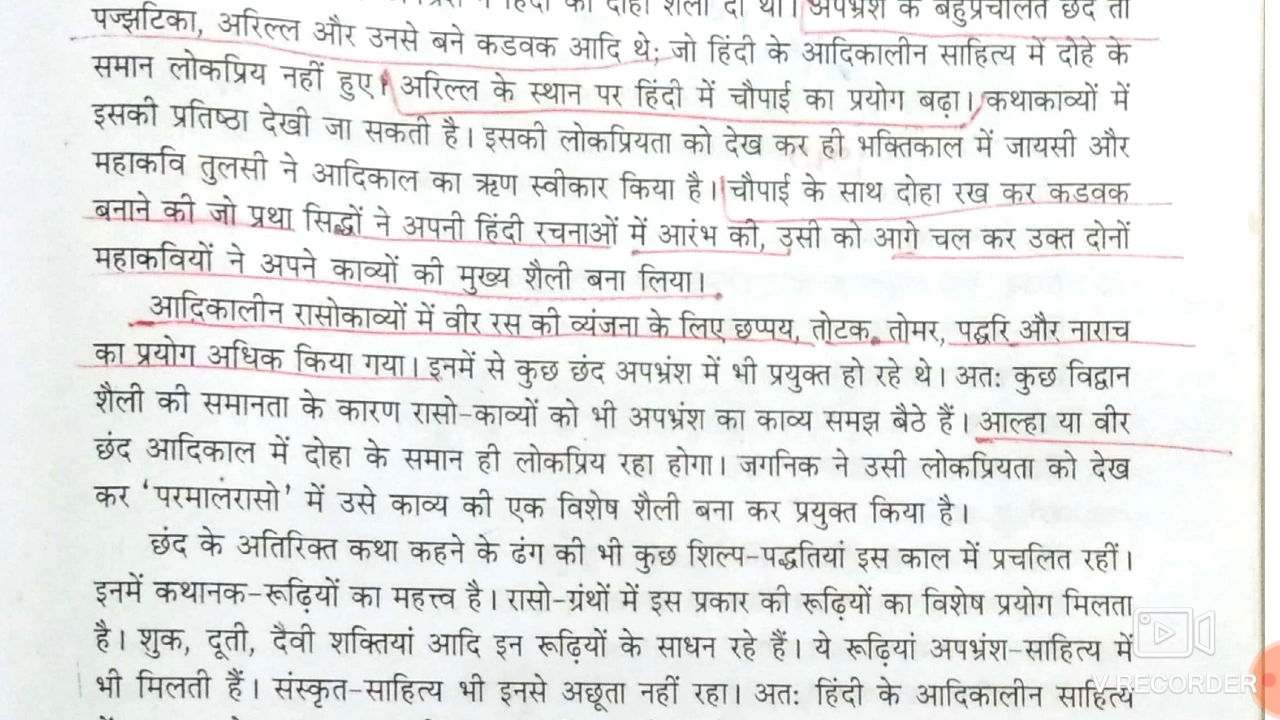 हिंदी को दोहा शैली दी थी। अपभ्रंश के बहुप्रचलित छंद तो
पज्झटिका, अरिल्ल और उनसे बने कडवक आदि थे; जो हिंदी के आदिकालीन साहित्य में दोहे के
समान लोकप्रिय नहीं हुए। अरिल्ल के स्थान पर हिंदी में चौपाई का प्रयोग बढ़ा। कथाकाव्यों में
इसकी प्रतिष्ठा देखी जा सकती है। इसकी लोकप्रियता को देख कर ही भक्तिकाल में जायसी और
महाकवि तुलसी ने आदिकाल का ऋण स्वीकार किया है। चौपाई के साथ दोहा रख कर कडवक
बनाने की जो प्रथा सिद्धों ने अपनी हिंदी रचनाओं में आरंभ की, उसी को आगे चल कर उक्त दोनों
महाकवियों ने अपने काव्यों की मुख्य शैली बना लिया।
आदिकालीन रासोकाव्यों में वीर रस की व्यंजना के लिए छप्पय, तोटक, तोमर, पद्धरि और नाराच
का प्रयोग अधिक किया गया। इनमें से कुछ छंद अपभ्रंश में भी प्रयुक्त हो रहे थे। अतः कुछ विद्वान
शैली की समानता के कारण रासो-काव्यों को भी अपभ्रंश का काव्य समझ बैठे हैं। आल्हा या वीर
छंद आदिकाल में दोहा के समान ही लोकप्रिय रहा होगा। जगनिक ने उसी लोकप्रियता को देख
कर ‘परमालरासो’ में उसे काव्य की एक विशेष शैली बना कर प्रयुक्त किया है।
छंद के अतिरिक्त कथा कहने के ढंग की भी कुछ शिल्प-पद्धतियां इस काल में प्रचलित रहीं।
इनमें कथानक-रूढ़ियों का महत्त्व है। रासो-ग्रंथों में इस प्रकार की रूढ़ियों का विशेष प्रयोग मिलता
है। शुक, दूती, दैवी शक्तियां आदि इन रूढ़ियों के साधन रहे हैं। ये रूढ़ियां अपभ्रंश-साहित्य में
भी मिलती हैं। संस्कृत-साहित्य भी इनसे अछूता नहीं रहा। अतः हिंदी के आदिकालीन साहित्य
V RECORDER